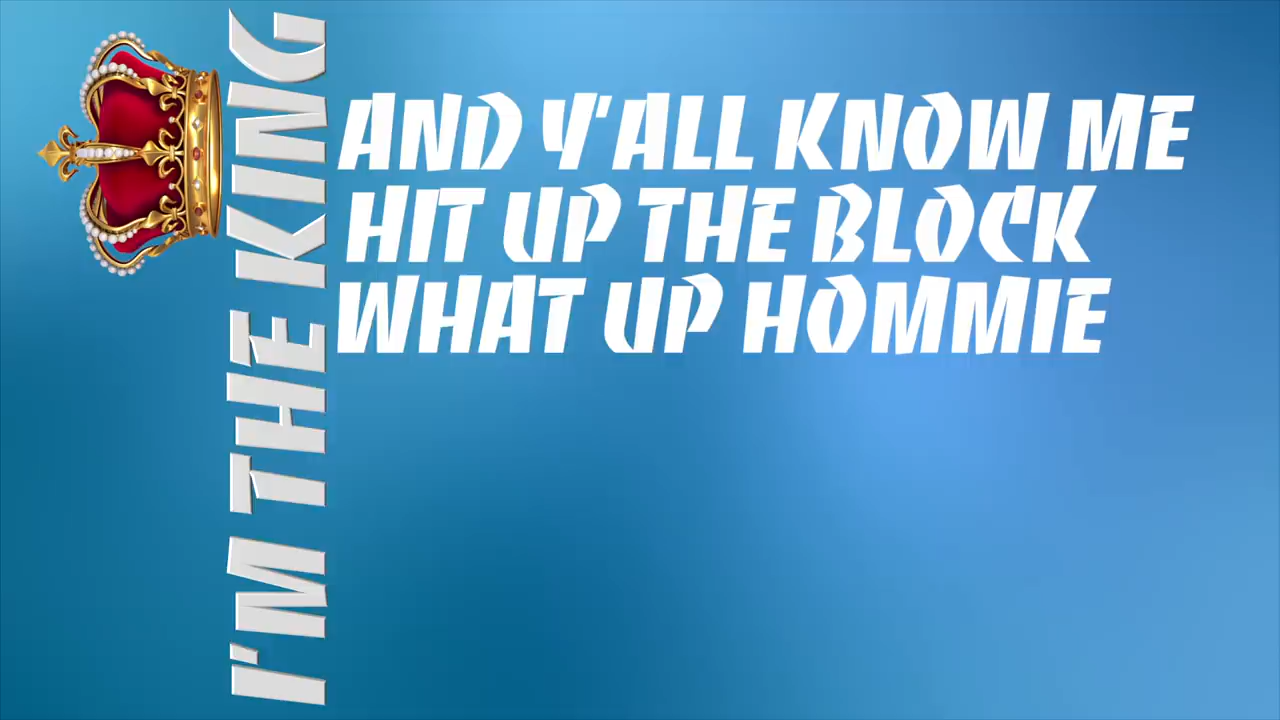 I'M THE KING
AND Y'ALL KNOW ME
HIT UP THE BLOCK
WHAT UP HOMMIE